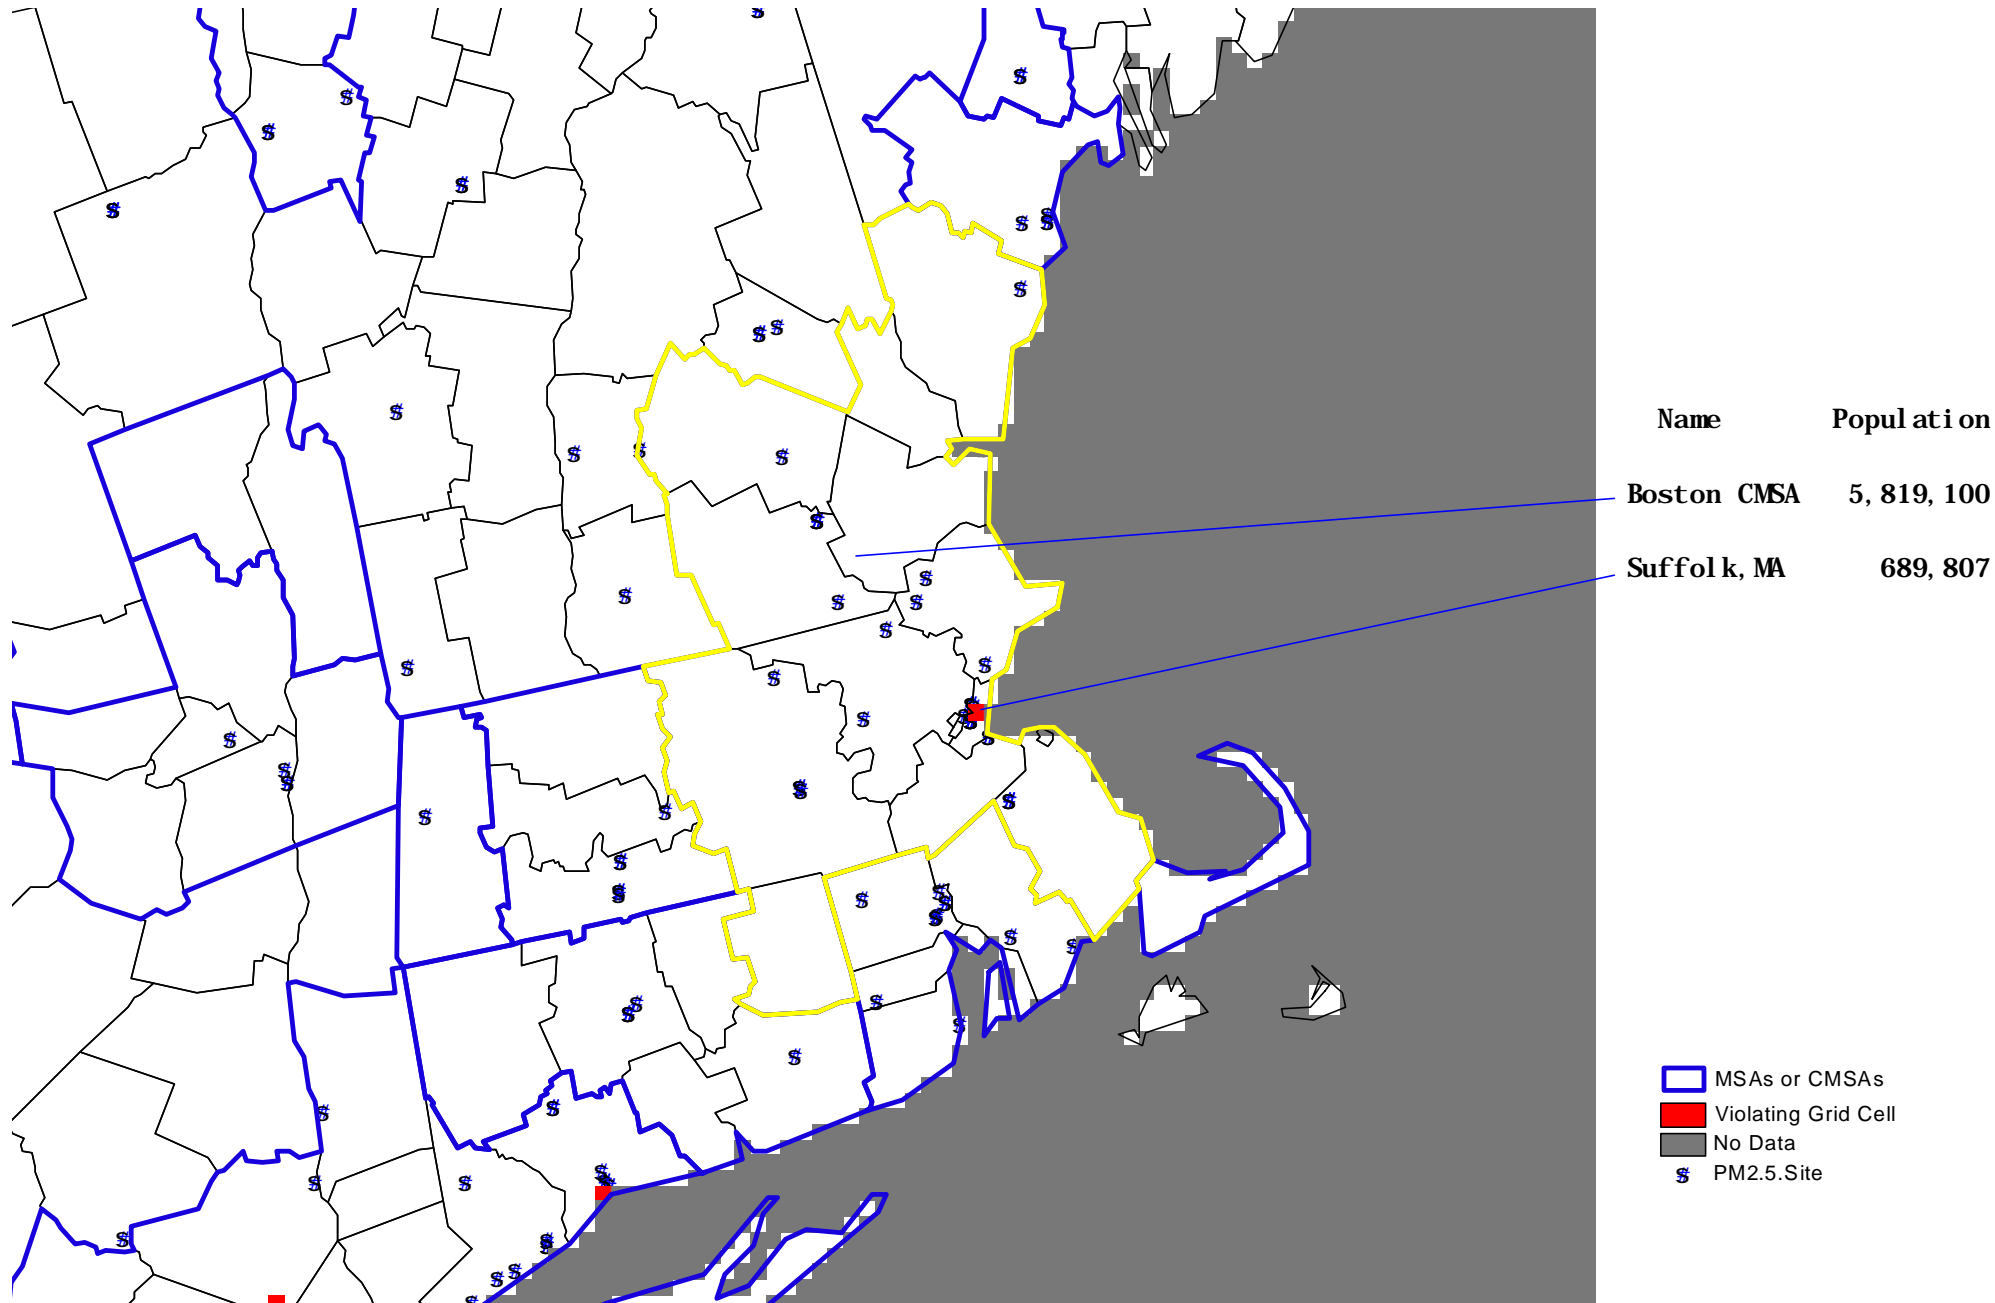 Name Population
Boston CMSA 5,819,100
Suffolk,MA 689,807
MSAs or CMSAs
Violating Grid Cell
No Data
PM2.5.Site